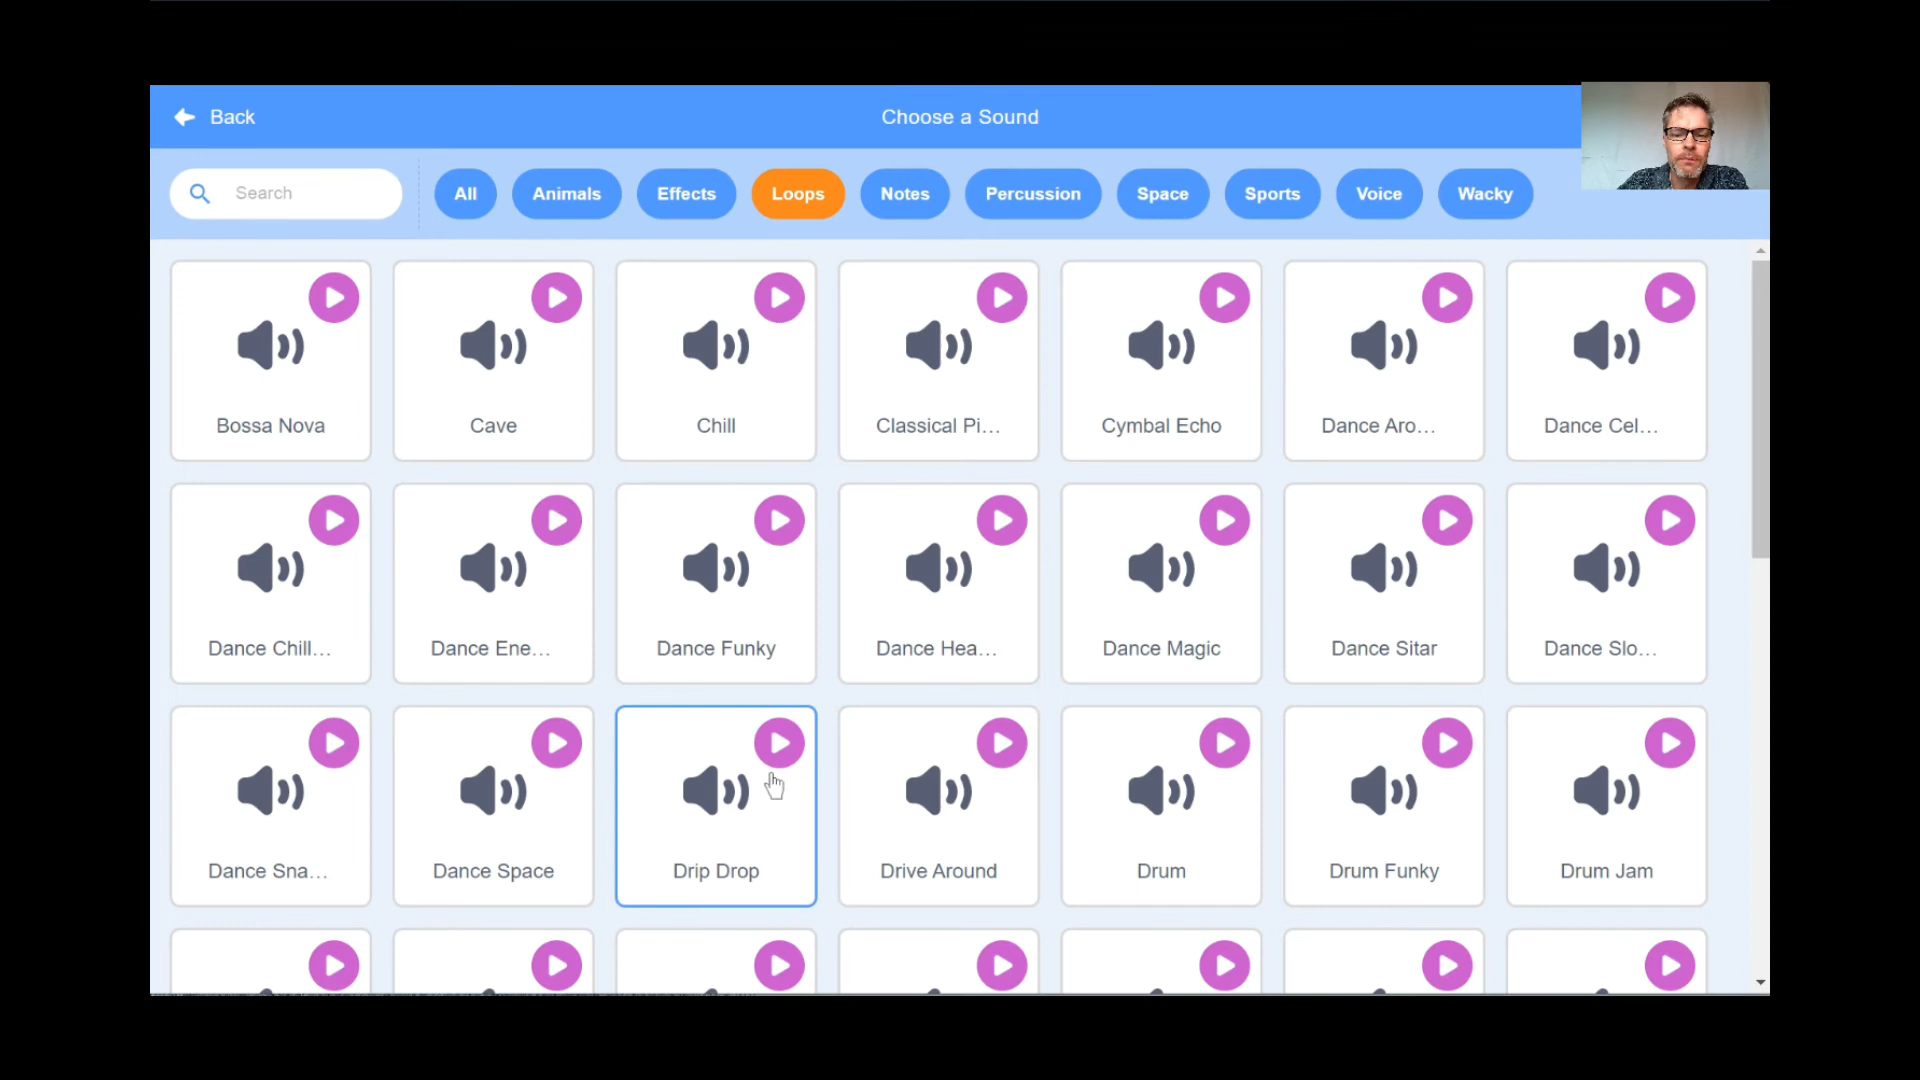 Back
Choose a Sound
Search
All
Animals
Effects
Loops
Notes
Percussion
Space
Sports
Voice
Wacky
Bossa Nova
Cave
Chill
Classical Pi...
Cymbal Echo
Dance Aro...
Dance Cel...
Dance Chill...
Dance Ene...
Dance Funky
Dance Hea...
Dance Magic
Dance Sitar
Dance Slo...
Dance Sna...
Dance Space
Drip Drop
Drive Around
Drum
Drum Funky
Drum Jam